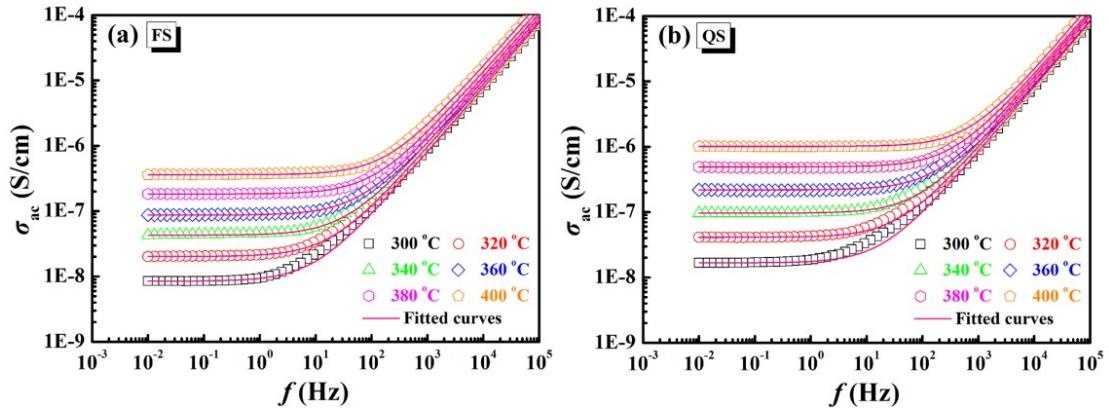 (a) FS
1E-4
1E-5
1E-6
1E-7
1E-8
1E-9
σac (S/cm)
300 °C 320 °C
340 °C 360 °C
380 °C 400 °C
Fitted curves
10-3 10-2 10-1 100 101 102 103 104 105
f (Hz)
(b) QS
1E-4
1E-5
1E-6
1E-7
1E-8
1E-9
σac (S/cm)
300 °C 320 °C
340 °C 360 °C
380 °C 400 °C
Fitted curves
10-3 10-2 10-1 100 101 102 103 104 105
f (Hz)